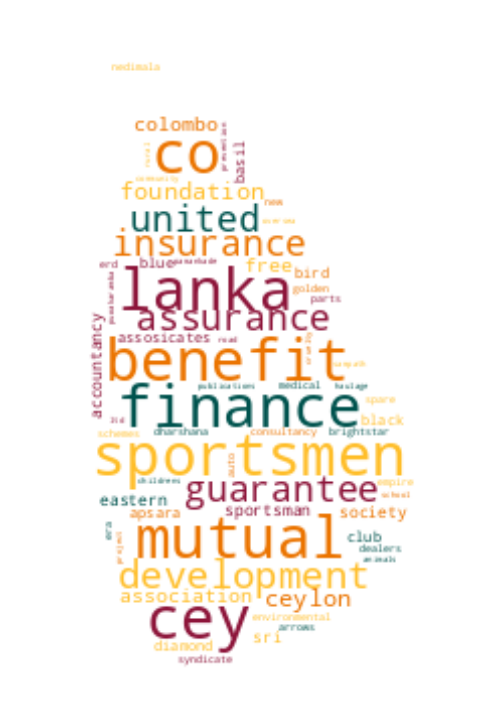 nedimala
colombo
co
basil
foundation
new
united
insurance
erd
blue
free
bird
lanka
golden
parts
assurance
accountancy
assosicates
road
benefit
publications
medical
haulage
finance
spare
black
schemes
dharshana
consultancy
brightstar
sportsmen
auto
childrens
guarantee
empire
school
eastern
apsara
sportsman
society
era
project
mutual
club
dealers
animals
development
association
ceylon
cey
environmental
arrows
sri
diamond
syndicate